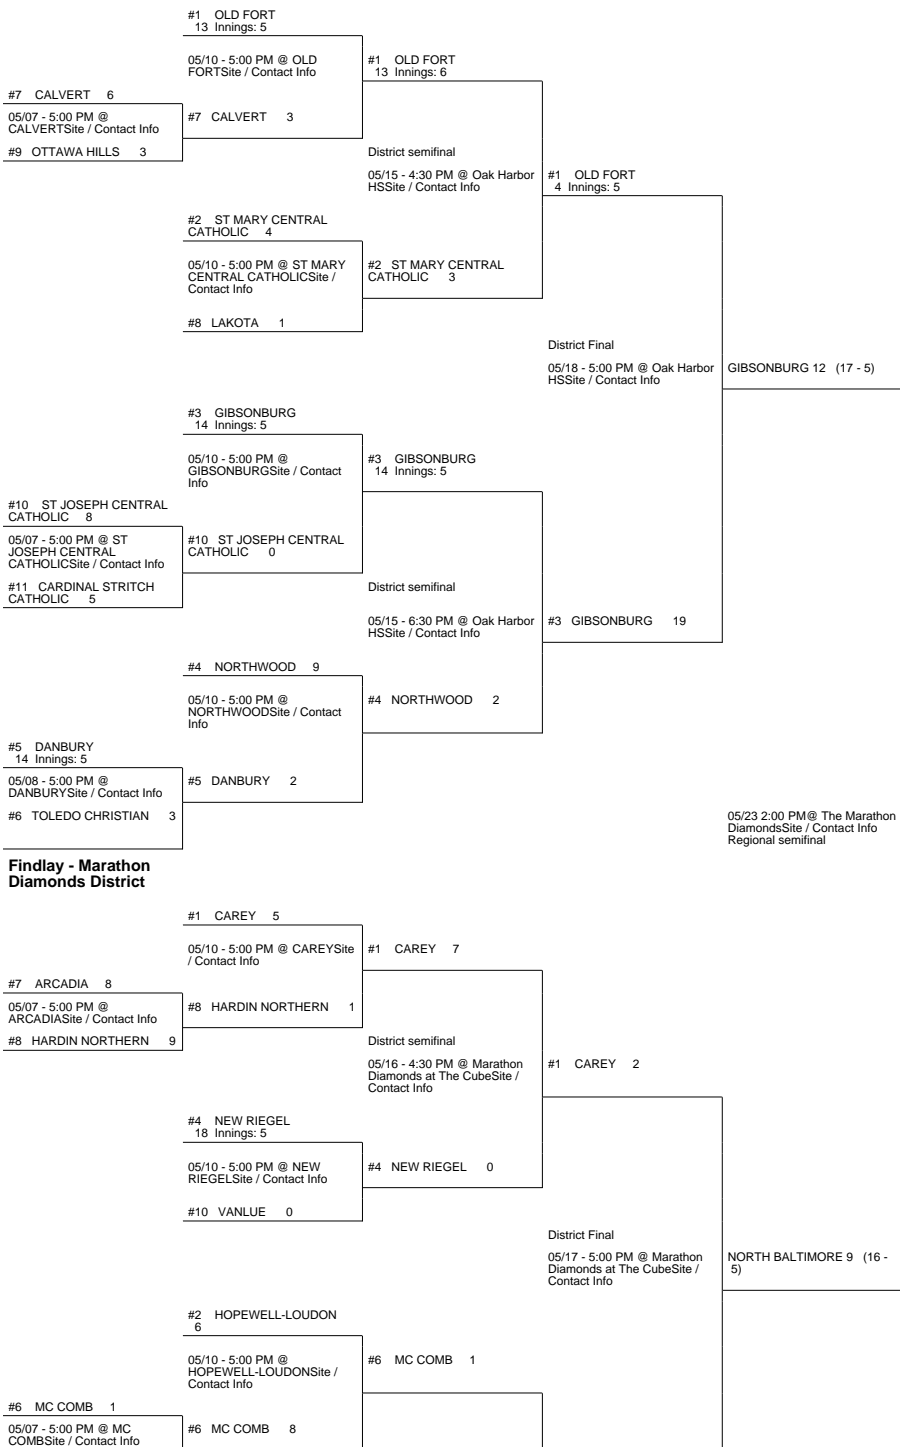 #1 OLD FORT
13 Innings: 5
05/10 - 5:00 PM @ OLD
FORTSite / Contact Info
#1 OLD FORT
13 Innings: 6
#7 CALVERT 6
05/07 - 5:00 PM @
CALVERTSite / Contact Info
#7 CALVERT 3
#9 OTTAWA HILLS 3
District semifinal
05/15 - 4:30 PM @ Oak Harbor
HSSite / Contact Info
#1 OLD FORT
4 Innings: 5
#2 ST MARY CENTRAL
CATHOLIC 4
05/10 - 5:00 PM @ ST MARY
CENTRAL CATHOLICSite /
Contact Info
#2 ST MARY CENTRAL
CATHOLIC 3
#8 LAKOTA 1
District Final
05/18 - 5:00 PM @ Oak Harbor
HSSite / Contact Info
GIBSONBURG 12 (17 - 5)
#3 GIBSONBURG
14 Innings: 5
05/10 - 5:00 PM @
GIBSONBURGSite / Contact
Info
#3 GIBSONBURG
14 Innings: 5
#10 ST JOSEPH CENTRAL
CATHOLIC 8
05/07 - 5:00 PM @ ST
JOSEPH CENTRAL
CATHOLICSite / Contact Info
#10 ST JOSEPH CENTRAL
CATHOLIC 0
#11 CARDINAL STRITCH
CATHOLIC 5
District semifinal
05/15 - 6:30 PM @ Oak Harbor
HSSite / Contact Info
#3 GIBSONBURG 19
#4 NORTHWOOD 9
05/10 - 5:00 PM @
NORTHWOODSite / Contact
Info
#4 NORTHWOOD 2
#5 DANBURY
14 Innings: 5
05/08 - 5:00 PM @
DANBURYSite / Contact Info
#5 DANBURY 2
#6 TOLEDO CHRISTIAN 3
05/23 2:00 PM@ The Marathon
DiamondsSite / Contact Info
Regional semifinal
Findlay - Marathon
Diamonds District
#1 CAREY 5
05/10 - 5:00 PM @ CAREYSite
/ Contact Info
#1 CAREY 7
#7 ARCADIA 8
05/07 - 5:00 PM @
ARCADIASite / Contact Info
#8 HARDIN NORTHERN 1
#8 HARDIN NORTHERN 9
District semifinal
05/16 - 4:30 PM @ Marathon
Diamonds at The CubeSite /
Contact Info
#1 CAREY 2
#4 NEW RIEGEL
18 Innings: 5
05/10 - 5:00 PM @ NEW
RIEGELSite / Contact Info
#4 NEW RIEGEL 0
#10 VANLUE 0
District Final
05/17 - 5:00 PM @ Marathon
Diamonds at The CubeSite /
Contact Info
NORTH BALTIMORE 9 (16 -
5)
#2 HOPEWELL-LOUDON
6
05/10 - 5:00 PM @
HOPEWELL-LOUDONSite /
Contact Info
#6 MC COMB 1
#6 MC COMB 1
05/07 - 5:00 PM @ MC
COMBSite / Contact Info
#6 MC COMB 8